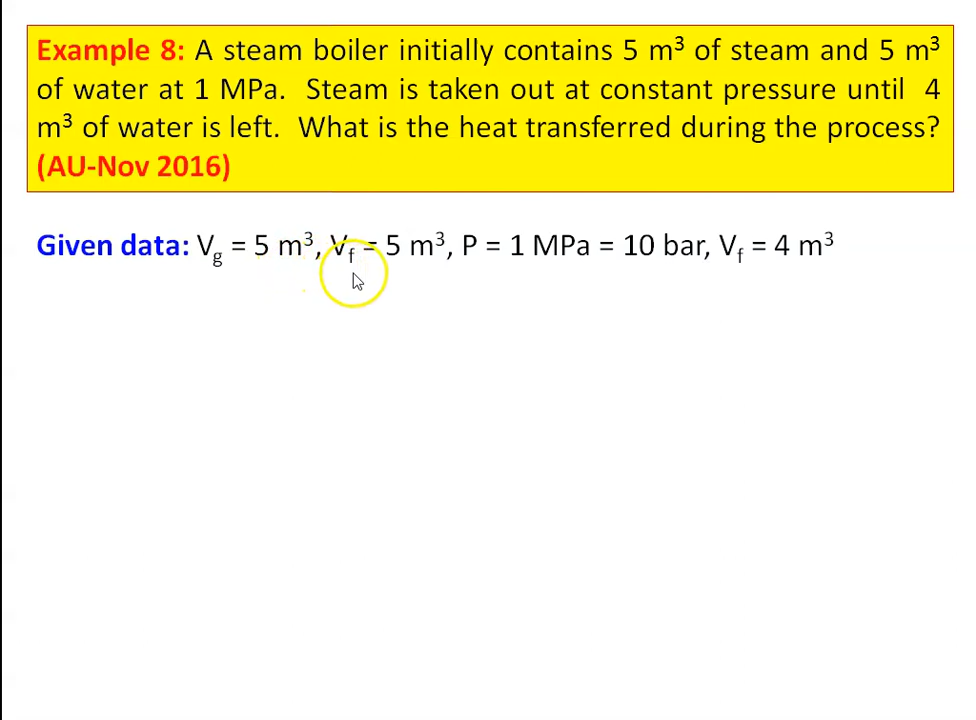 Example 8: A steam boiler initially contains 5 m³ of steam and 5 m³
of water at 1 MPa. Steam is taken out at constant pressure until 4
m³ of water is left. What is the heat transferred during the process?
(AU-Nov 2016)
Given data: Vg = 5 m³, Vf = 5 m³, P = 1 MPa = 10 bar, Vf = 4 m³